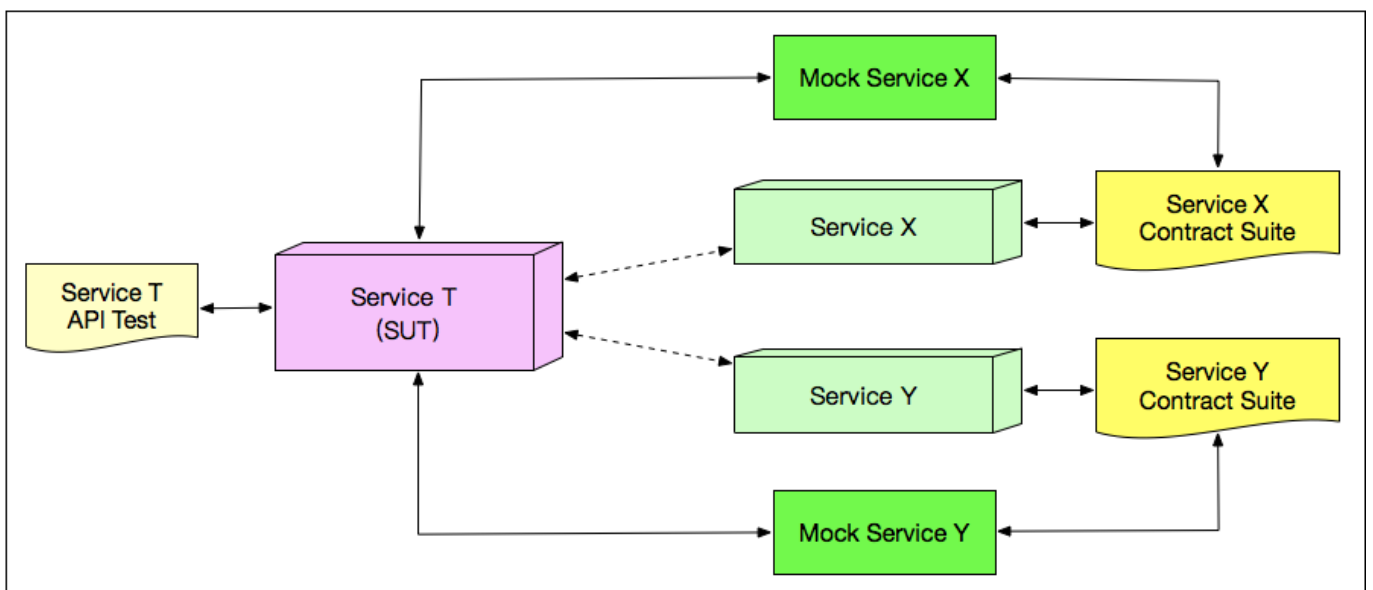 Mock Service X
Service X
Service X
Contract Suite
Service T
API Test
Service T
(SUT)
Service Y
Service Y
Contract Suite
Mock Service Y